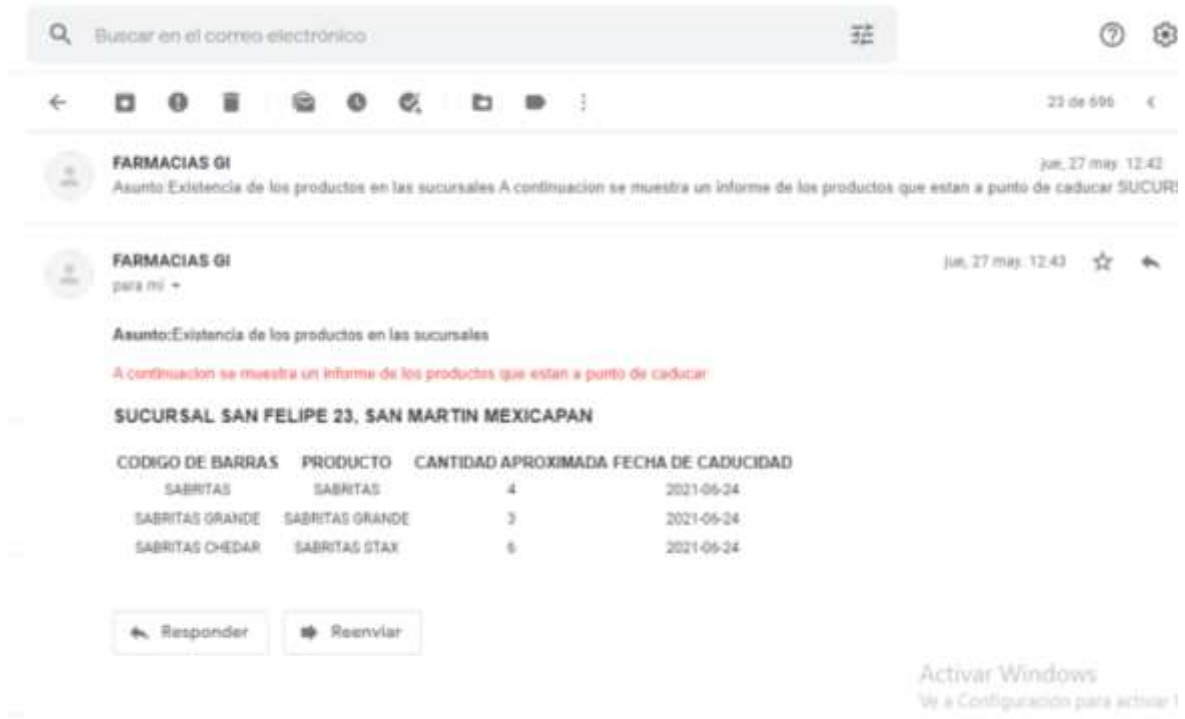 Buscar en el correo electrónico
23 de 696
FARMACIAS GI jue, 27 may. 12:42
Asunto:Existencia de los productos en las sucursales A continuacion se muestra un informe de los productos que estan a punto de caducar SUCURS
FARMACIAS GI jue, 27 may. 12:43
para mí
Asunto:Existencia de los productos en las sucursales
A continuacion se muestra un informe de los productos que estan a punto de caducar
SUCURSAL SAN FELIPE 23, SAN MARTIN MEXICAPAN
CODIGO DE BARRAS PRODUCTO CANTIDAD APROXIMADA FECHA DE CADUCIDAD
SABRITAS SABRITAS 4 2021-06-24
SABRITAS GRANDE SABRITAS GRANDE 3 2021-06-24
SABRITAS CHEDAR SABRITAS STAX 6 2021-06-24
Responder Reenviar
Activar Windows
Ve a Configuración para activar